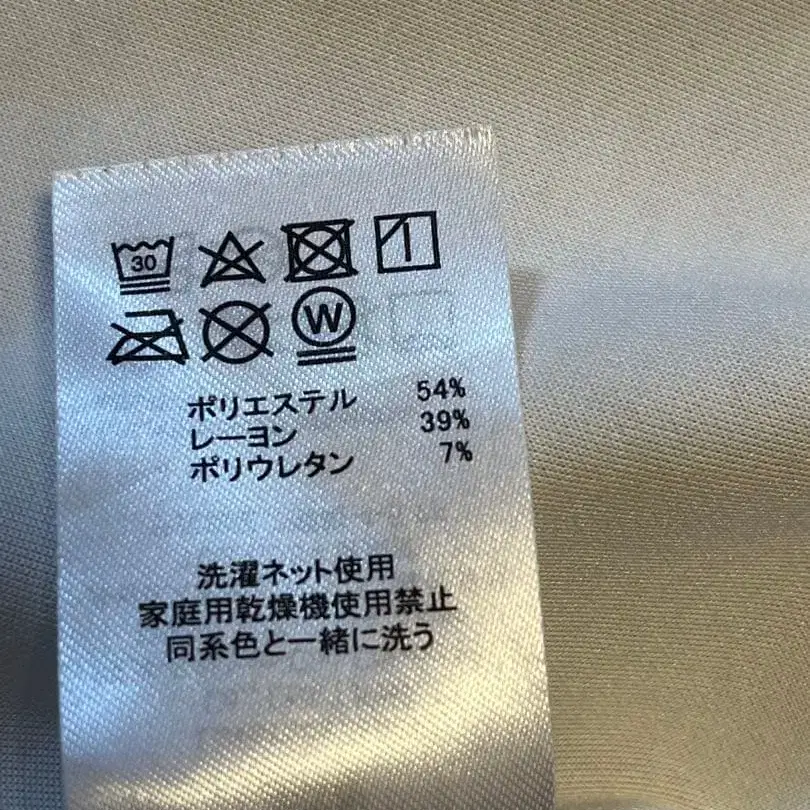 30
W
ポリエステル 54%
レーヨン 39%
ポリウレタン 7%
洗濯ネット使用
家庭用乾燥機使用禁止
同系色と一緒に洗う